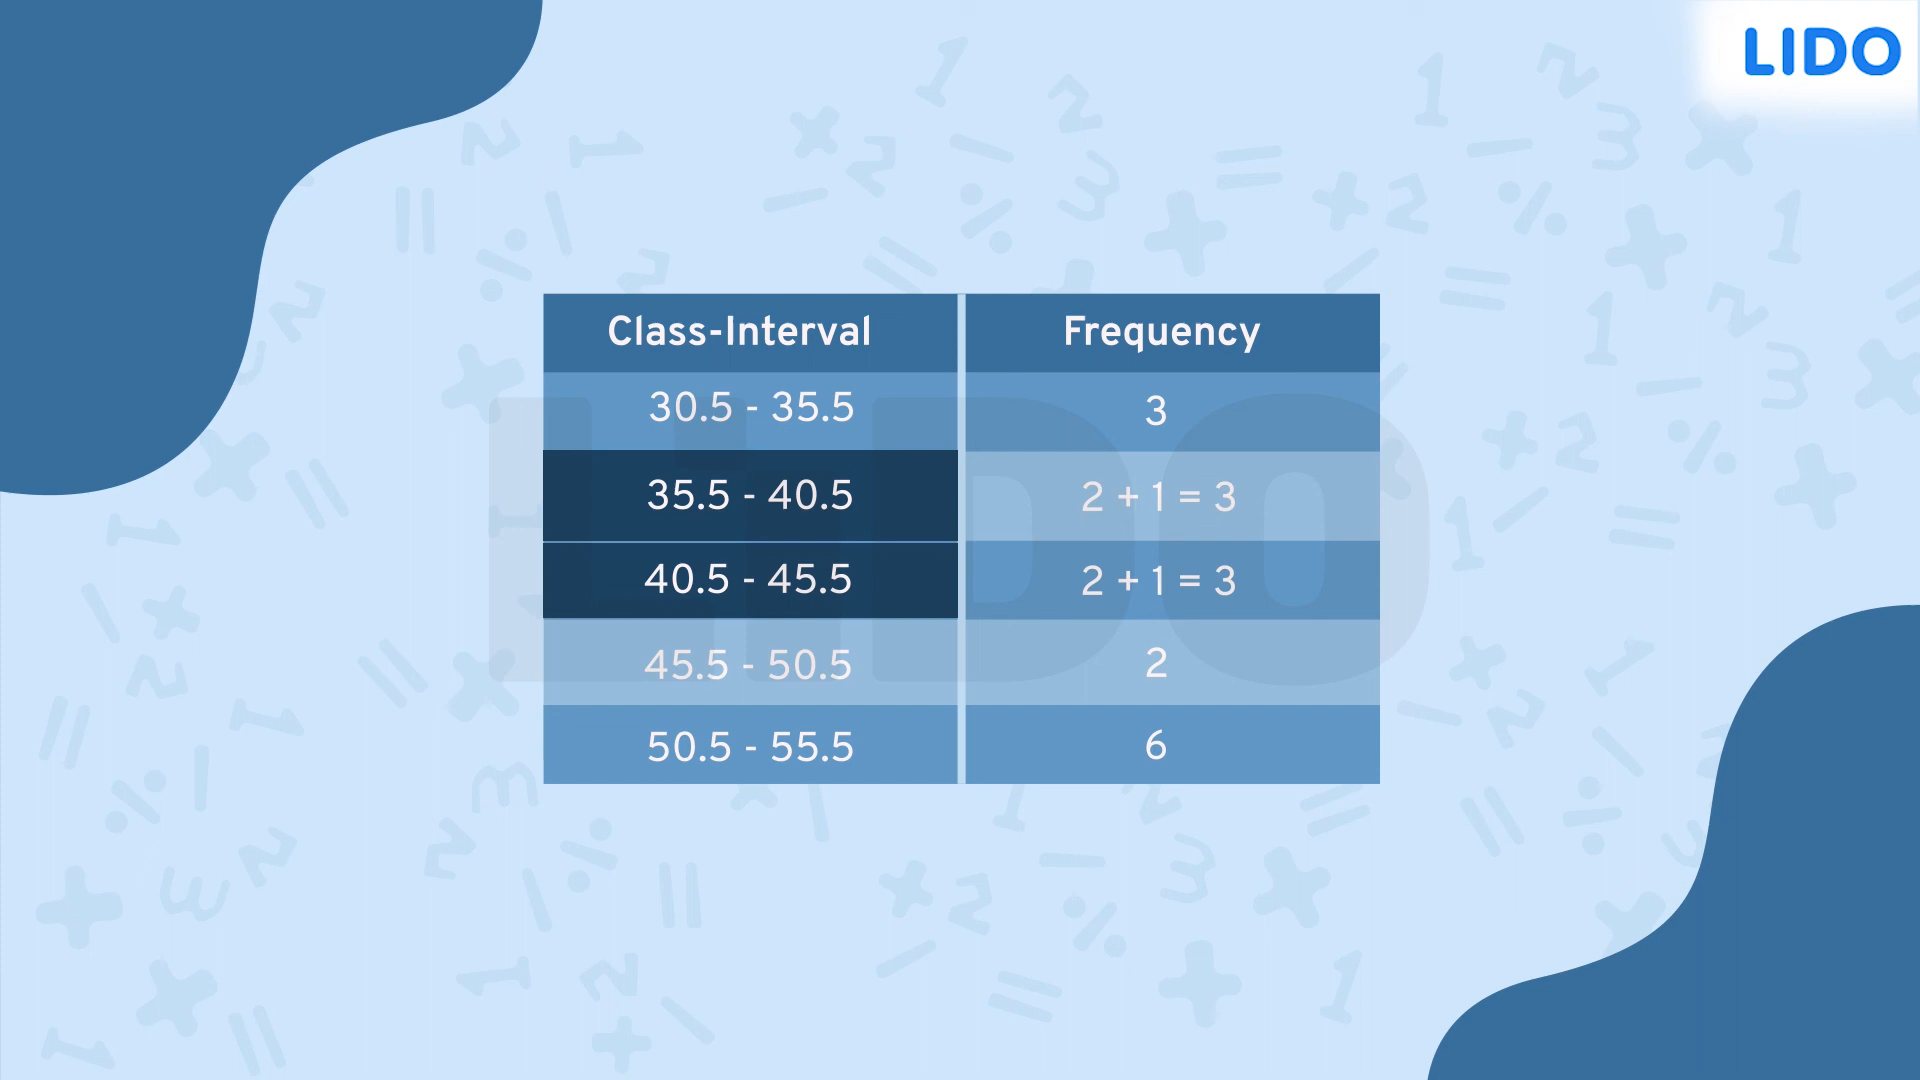 LIDO
Class-Interval Frequency
30.5 - 35.5 3
35.5 - 40.5 2 + 1 = 3
40.5 - 45.5 2 + 1 = 3
45.5 - 50.5 2
50.5 - 55.5 6
LIDO